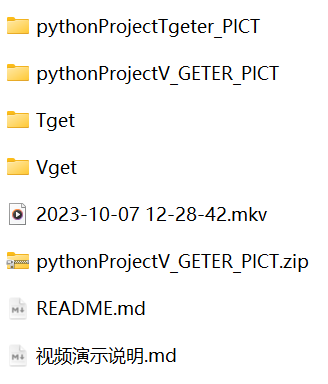 pythonProjectTgeter_PICT
pythonProjectV_GETER_PICT
Tget
Vget
2023-10-07 12-28-42.mkv
pythonProjectV_GETER_PICT.zip
README.md
视频演示说明.md